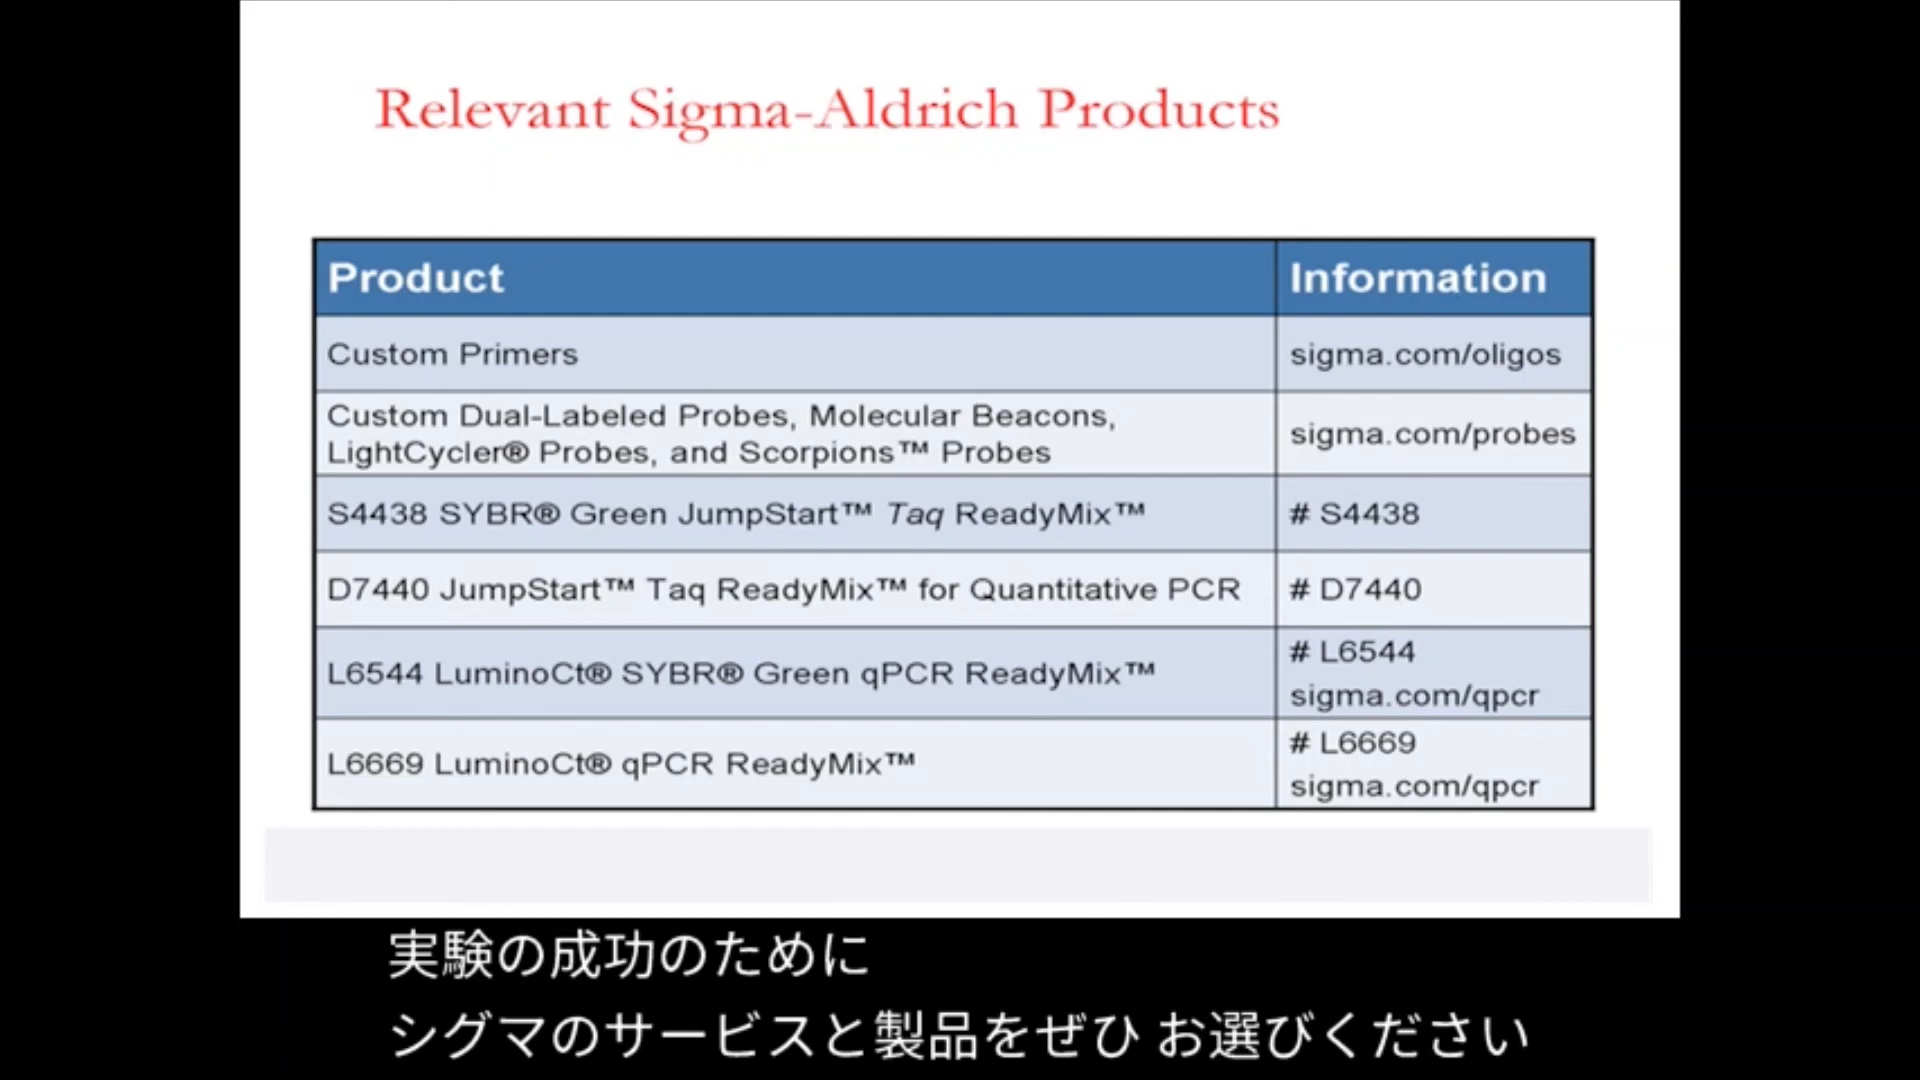 Relevant Sigma-Aldrich Products
Product Information
Custom Primers sigma.com/oligos
Custom Dual-Labeled Probes, Molecular Beacons,
LightCycler® Probes, and Scorpions™ Probes
sigma.com/probes
S4438 SYBR® Green JumpStart™ Taq ReadyMix™ # S4438
D7440 JumpStart™ Taq ReadyMix™ for Quantitative PCR # D7440
L6544 LuminoCt® SYBR® Green qPCR ReadyMix™
# L6544
sigma.com/qpcr
L6669 LuminoCt® qPCR ReadyMix™
# L6669
sigma.com/qpcr
実験の成功のために
シグマのサービスと製品をぜひ お選びください